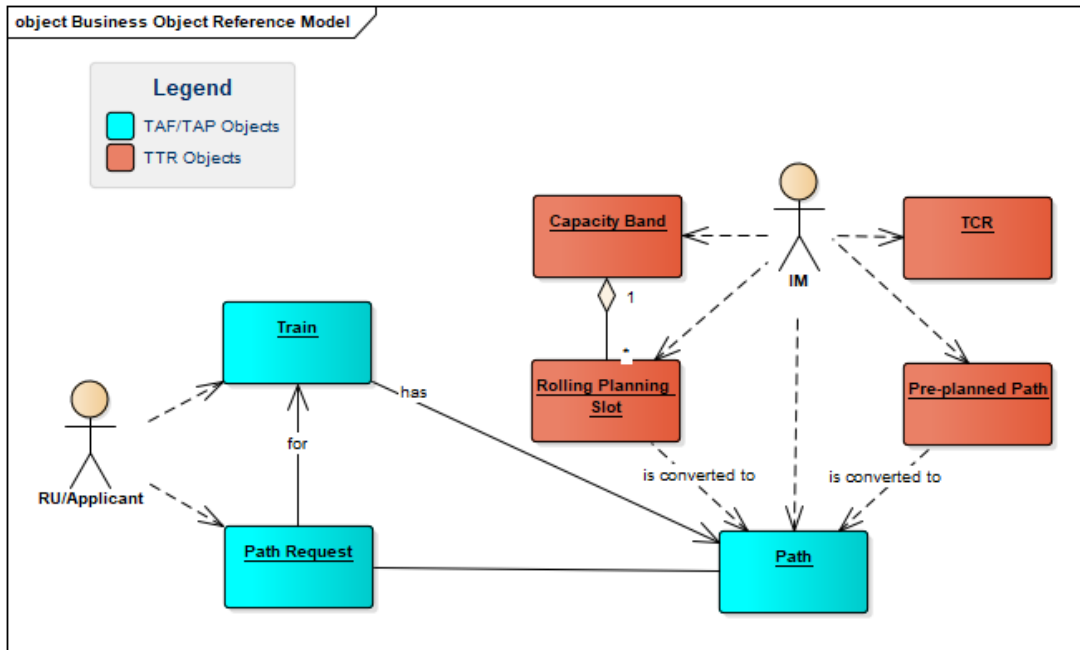 object Business Object Reference Model
Legend
TAF/TAP Objects
TTR Objects
Capacity Band
TCR
IM
1
*
Train
Rolling Planning
Slot
Pre-planned Path
has
for
RU/Applicant
is converted to
is converted to
Path Request
Path